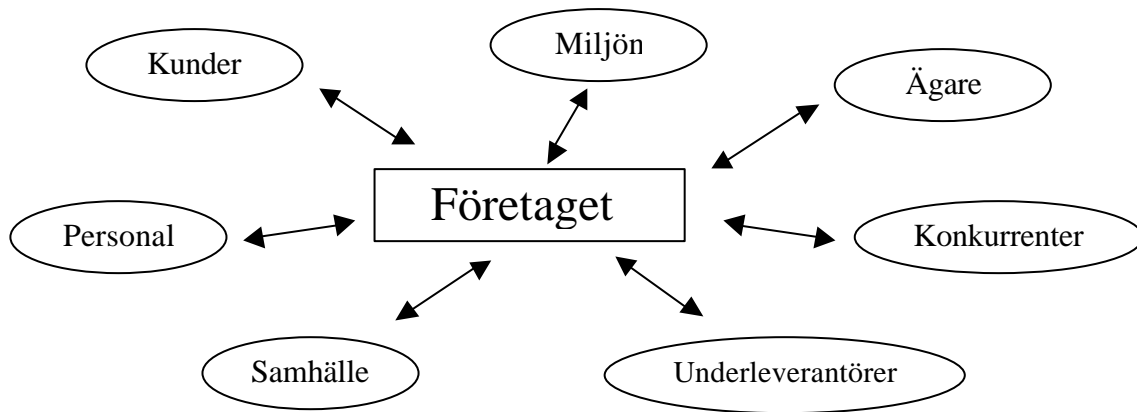 Miljön
Kunder
Ägare
Företaget
Personal
Konkurrenter
Samhälle
Underleverantörer